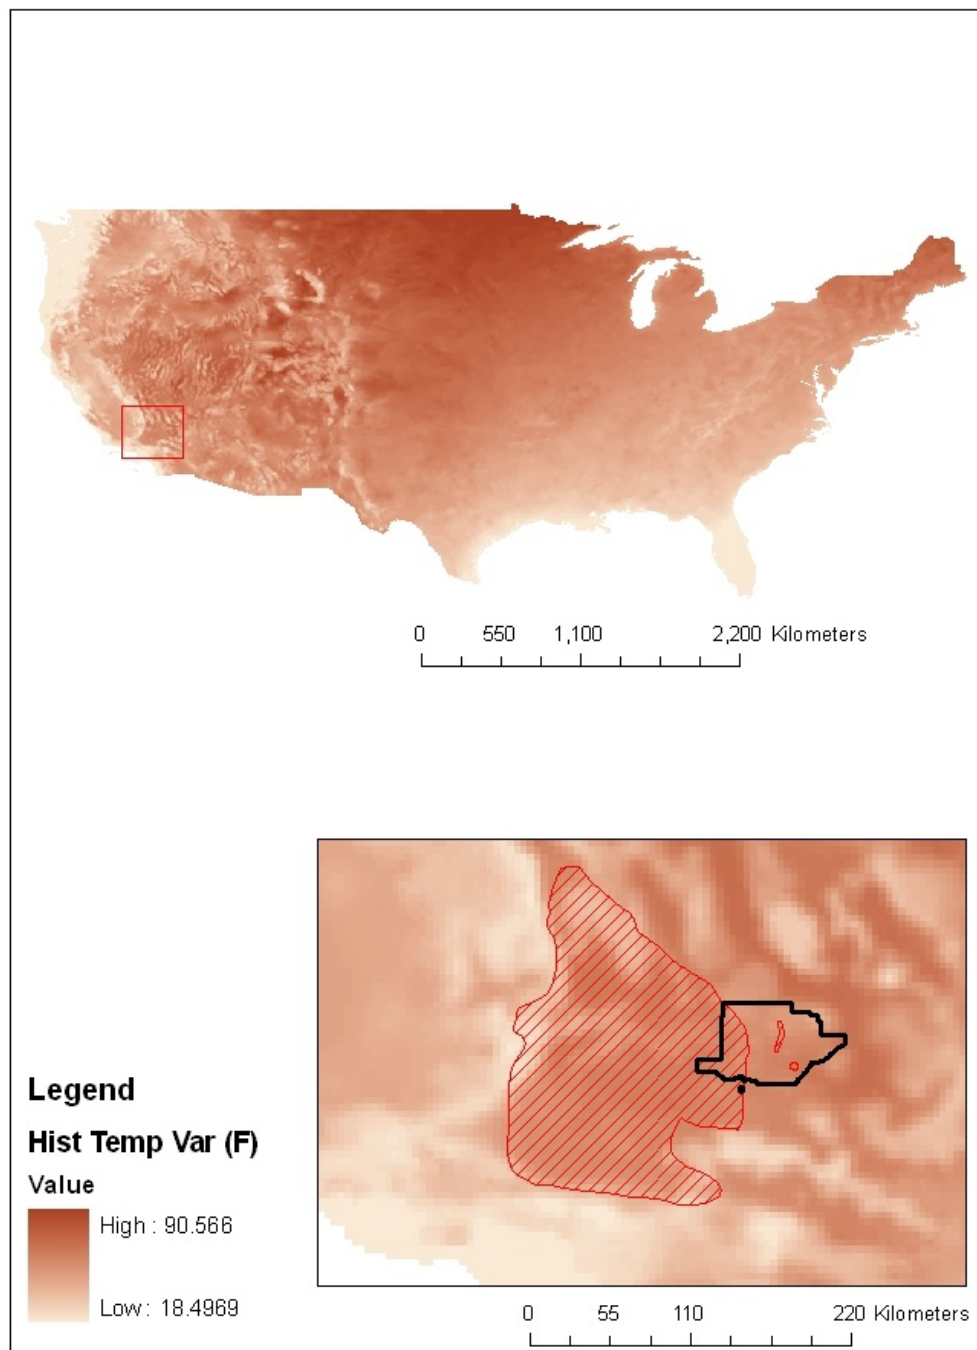 0 550 1,100 2,200 Kilometers
Legend
Hist Temp Var (F)
Value
High : 90.566
Low : 18.4969
0 55 110 220 Kilometers